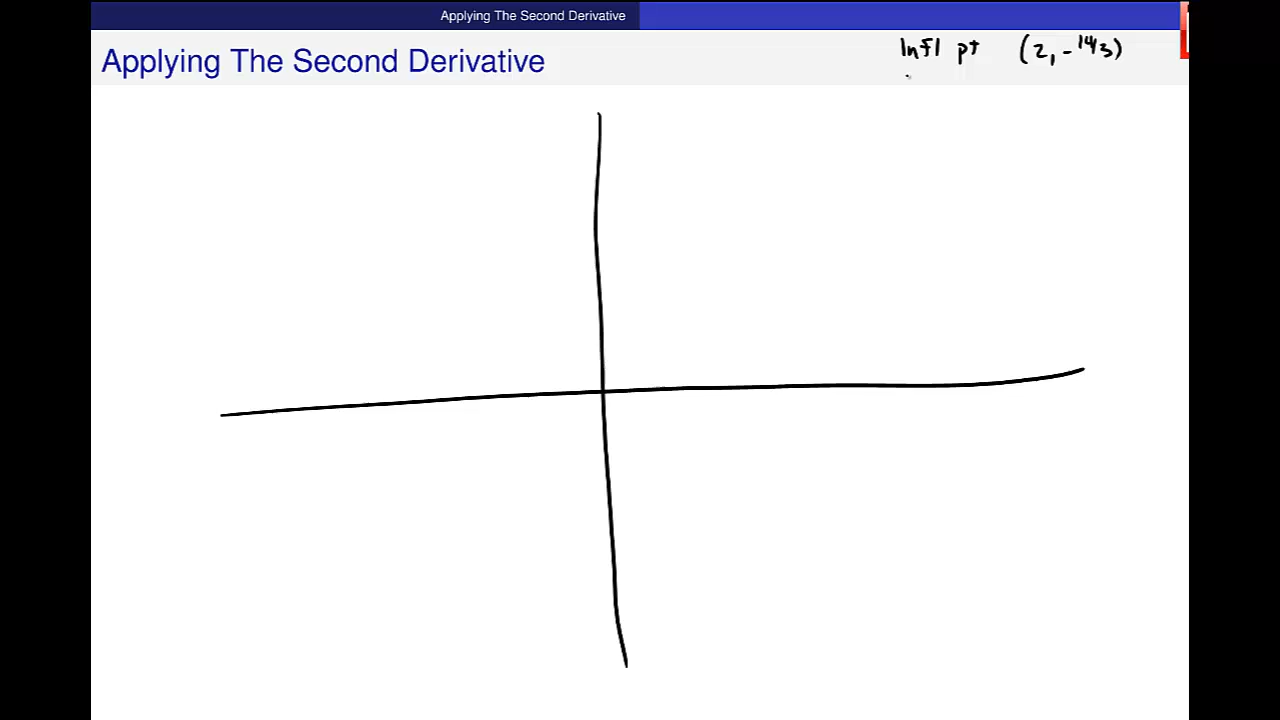 Applying The Second Derivative
Applying The Second Derivative
Infl pt (2, -14/3)